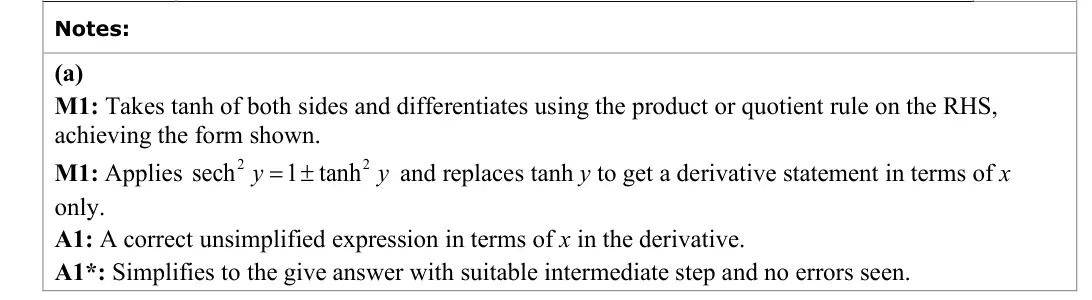 Notes:
(a)
M1: Takes tanh of both sides and differentiates using the product or quotient rule on the RHS,
achieving the form shown.
M1: Applies sech² y = 1 ± tanh² y and replaces tanh y to get a derivative statement in terms of x
only.
A1: A correct unsimplified expression in terms of x in the derivative.
A1*: Simplifies to the give answer with suitable intermediate step and no errors seen.